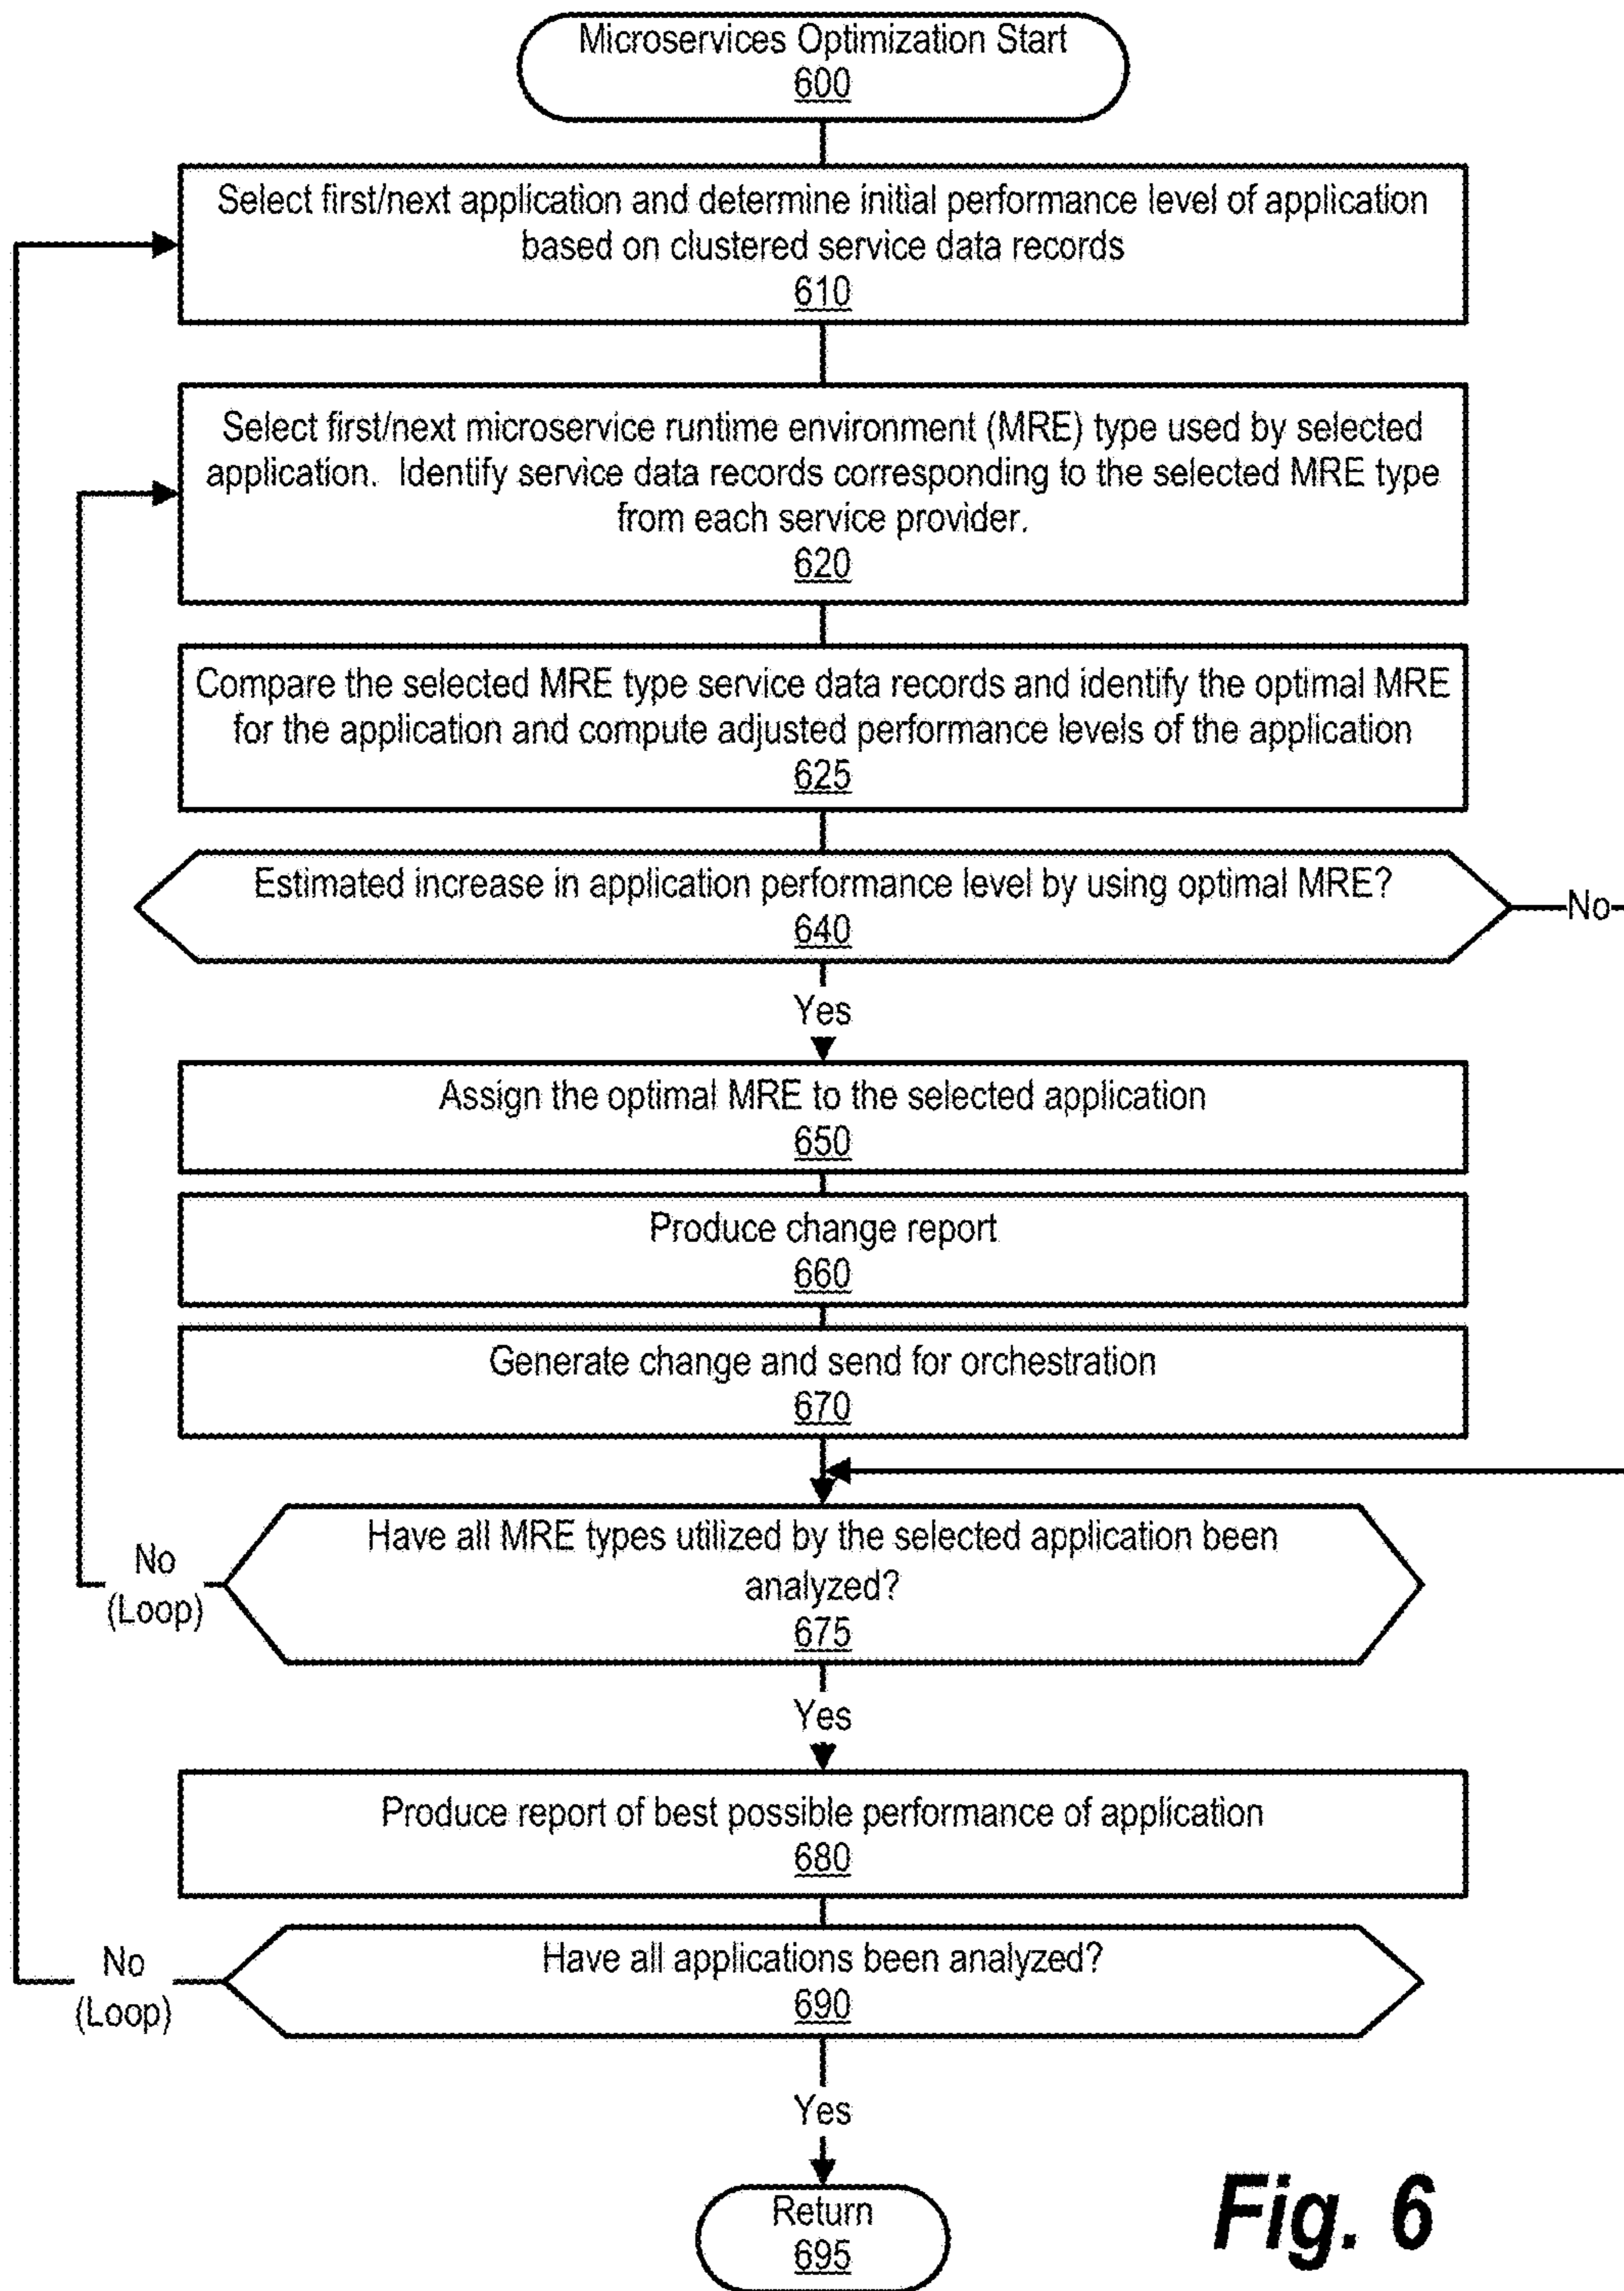 Microservices Optimization Start
600
Select first/next application and determine initial performance level of application
based on clustered service data records
610
Select first/next microservice runtime environment (MRE) type used by selected
application. Identify service data records corresponding to the selected MRE type
from each service provider.
620
Compare the selected MRE type service data records and identify the optimal MRE
for the application and compute adjusted performance levels of the application
625
Estimated increase in application performance level by using optimal MRE?
640
No
Yes
Assign the optimal MRE to the selected application
650
Produce change report
660
Generate change and send for orchestration
670
Have all MRE types utilized by the selected application been
analyzed?
675
No
(Loop)
Yes
Produce report of best possible performance of application
680
Have all applications been analyzed?
690
No
(Loop)
Yes
Return
695
Fig. 6